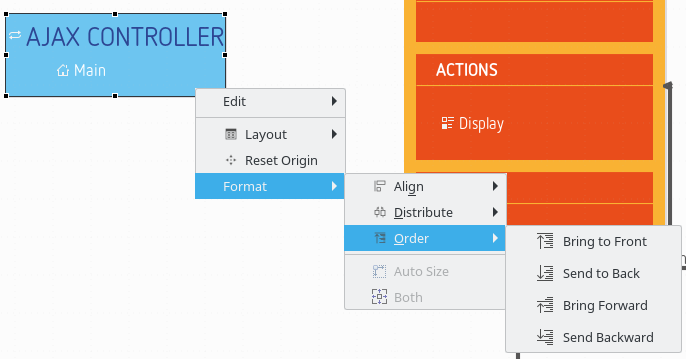 AJAX CONTROLLER
Main
ACTIONS
Display
Edit
Layout
Reset Origin
Format
Align
Distribute
Order
Auto Size
Both
Bring to Front
Send to Back
Bring Forward
Send Backward